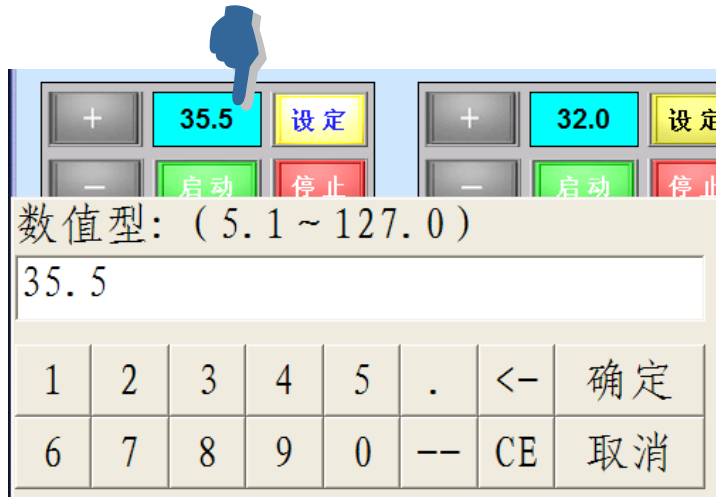 + 35.5 设定 + 32.0 设定
- 启动 停止 - 启动 停止
数值型:(5.1~127.0)
35.5
1 2 3 4 5 . <- 确定
6 7 8 9 0 -- CE 取消